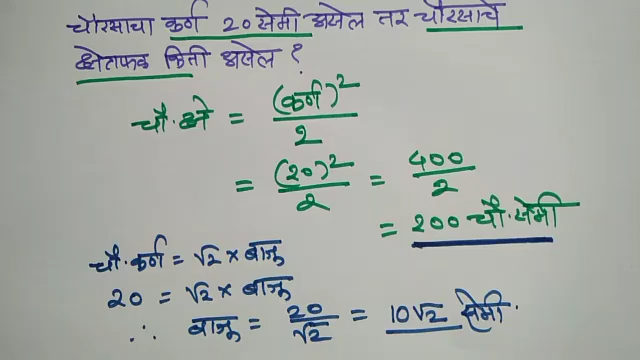 चौरसाचा कर्ण 20 सेमी असेल तर चौरसाचे
क्षेत्रफळ किती असेल ?
चौ. क्षे = (कर्ण)² / 2
= (20)² / 2 = 400 / 2
= 200 चौ. सेमी
चौ. कर्ण = √2 × बाजू
20 = √2 × बाजू
∴ बाजू = 20 / √2 = 10√2 सेमी.